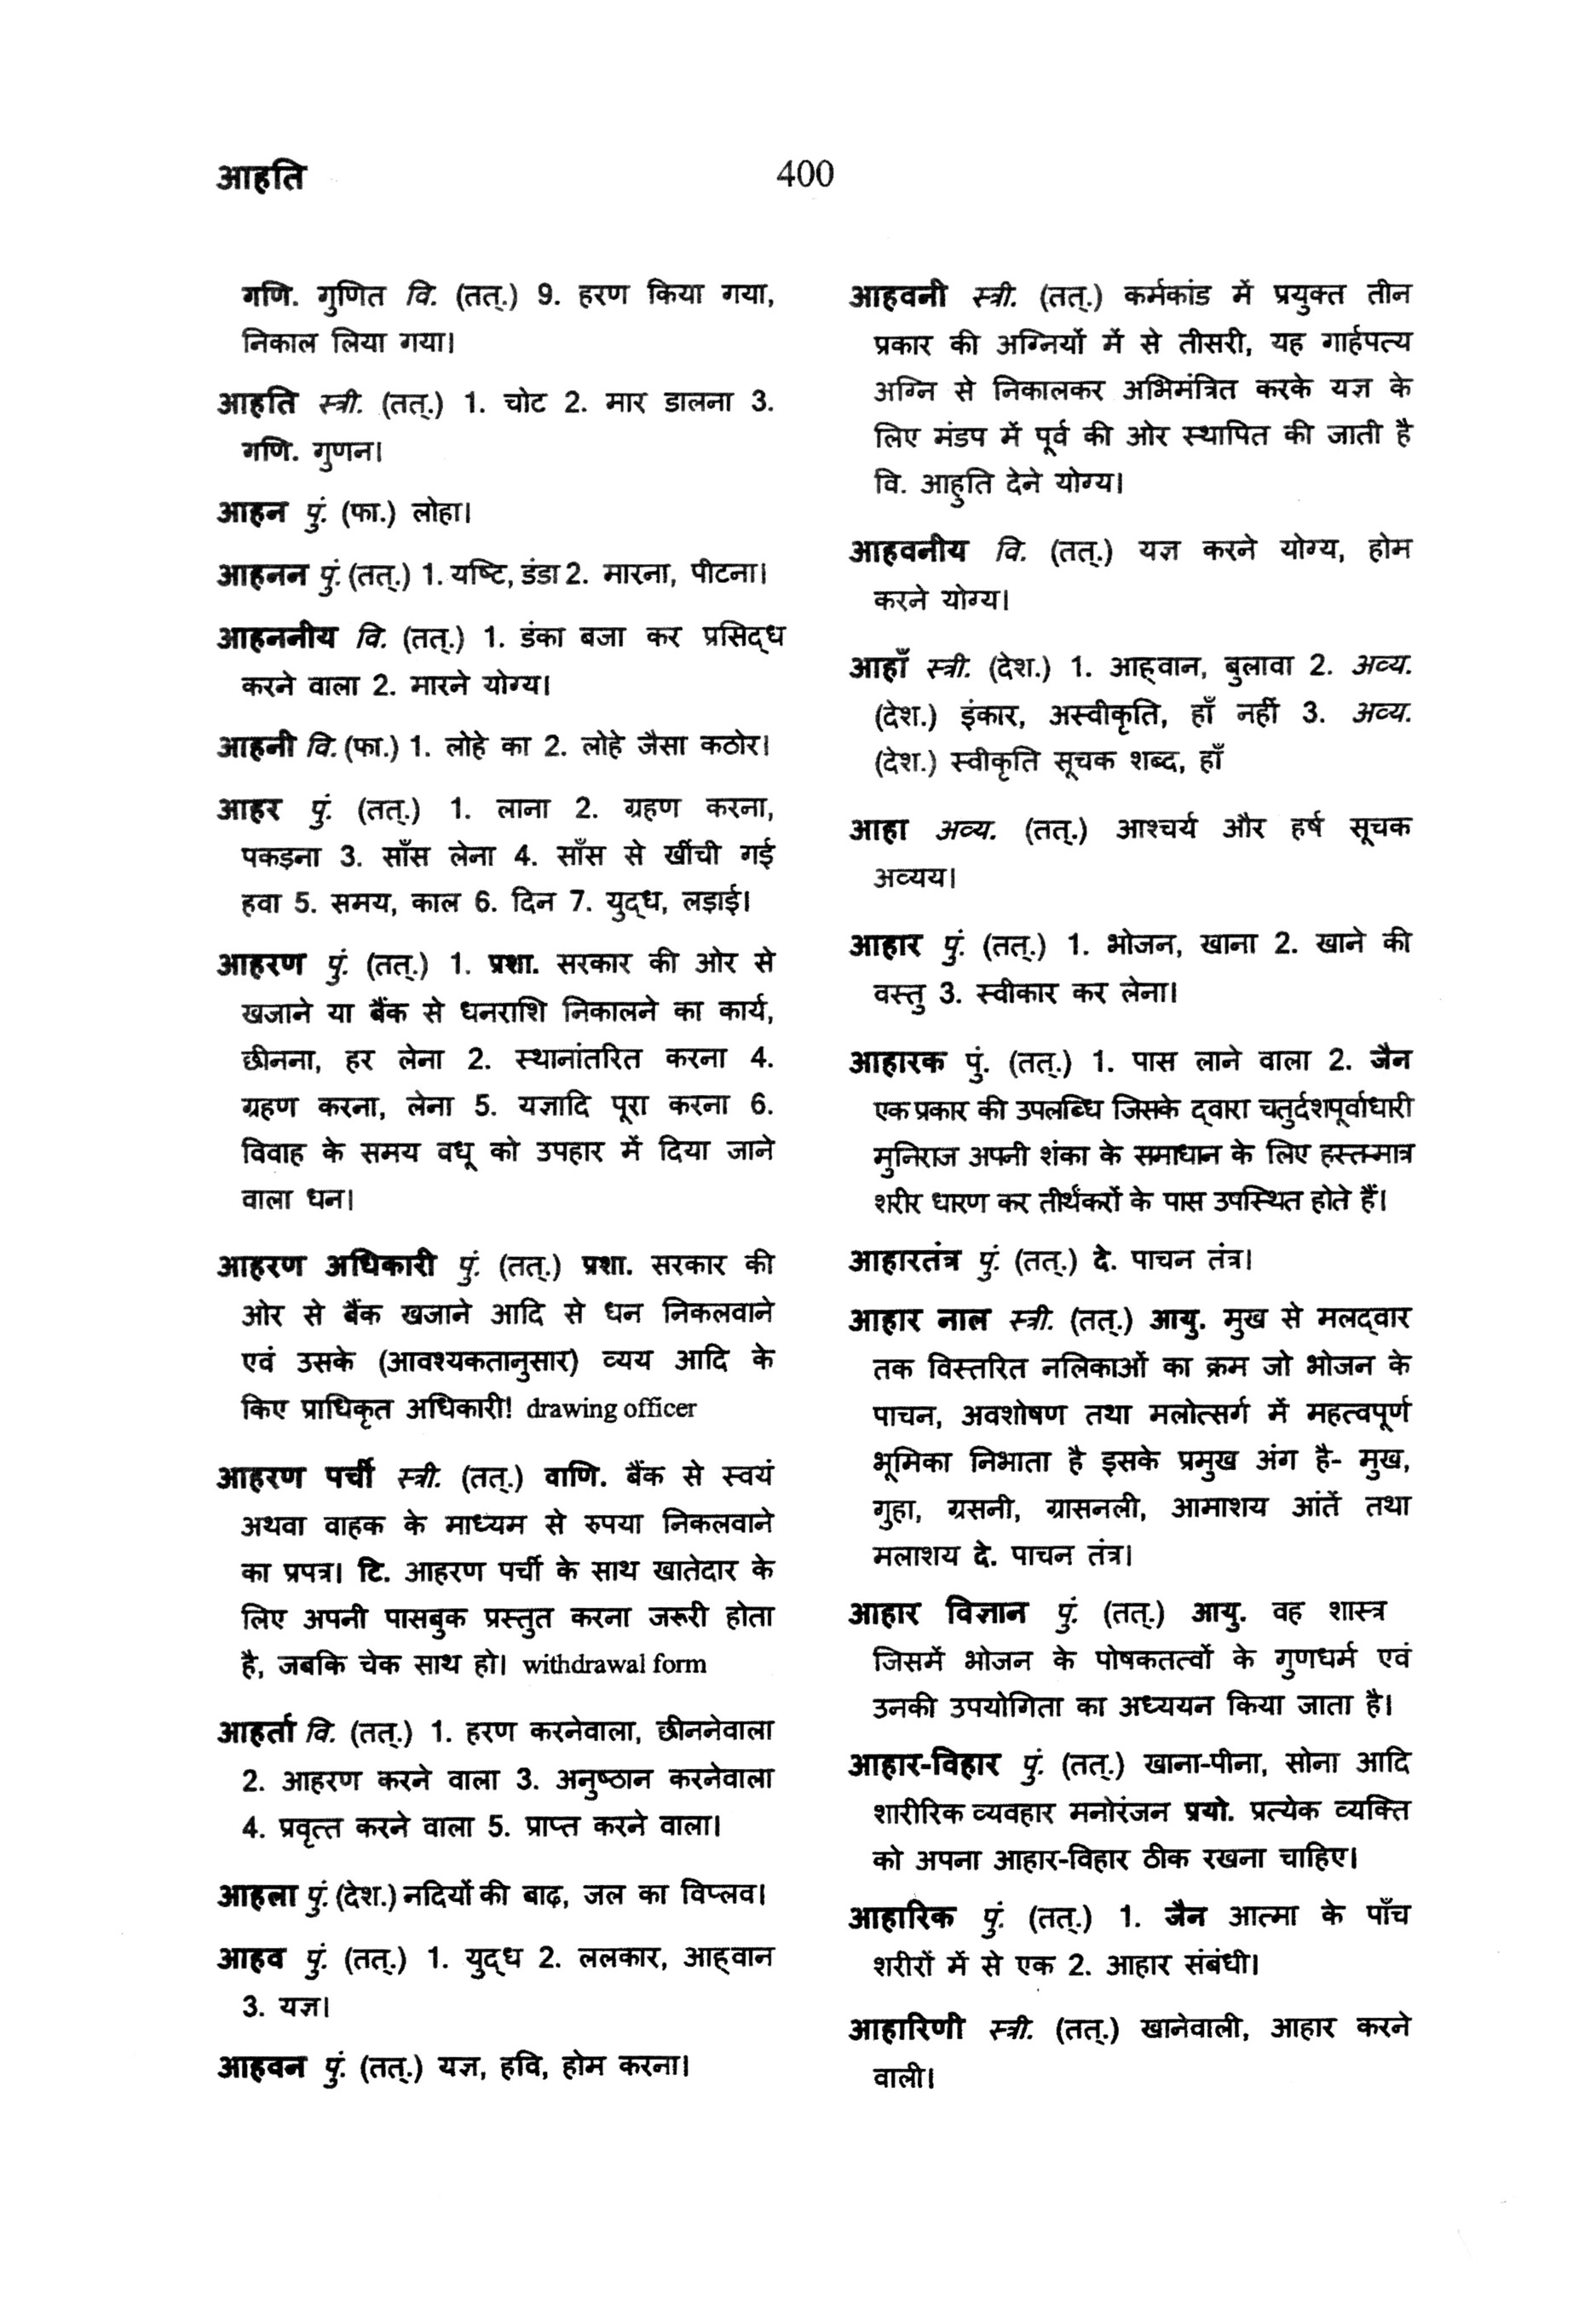 आहति
400
गणि. गुणित वि. (तत्.) 9. हरण किया गया,
निकाल लिया गया।
आहति स्त्री. (तत्.) 1. चोट 2. मार डालना 3.
गणि. गुणन।
आहन पुं. (फा.) लोहा।
आहनन पुं. (तत्.) 1. यष्टि, डंडा 2. मारना, पीटना।
आहननीय वि. (तत्.) 1. डंका बजा कर प्रसिद्ध
करने वाला 2. मारने योग्य।
आहनी वि. (फा.) 1. लोहे का 2. लोहे जैसा कठोर।
आहर पुं. (तत्.) 1. लाना 2. ग्रहण करना,
पकड़ना 3. साँस लेना 4. साँस से खींची गई
हवा 5. समय, काल 6. दिन 7. युद्ध, लड़ाई।
आहरण पुं. (तत्.) 1. प्रशा. सरकार की ओर से
खजाने या बैंक से धनराशि निकालने का कार्य,
छीनना, हर लेना 2. स्थानांतरित करना 4.
ग्रहण करना, लेना 5. यज्ञादि पूरा करना 6.
विवाह के समय वधू को उपहार में दिया जाने
वाला धन।
आहरण अधिकारी पुं. (तत्.) प्रशा. सरकार की
ओर से बैंक खजाने आदि से धन निकलवाने
एवं उसके (आवश्यकतानुसार) व्यय आदि के
किए प्राधिकृत अधिकारी! drawing officer
आहरण पर्ची स्त्री. (तत्.) वाणि. बैंक से स्वयं
अथवा वाहक के माध्यम से रुपया निकलवाने
का प्रपत्र। टि. आहरण पर्ची के साथ खातेदार के
लिए अपनी पासबुक प्रस्तुत करना जरूरी होता
है, जबकि चेक साथ हो। withdrawal form
आहर्ता वि. (तत्.) 1. हरण करनेवाला, छीननेवाला
2. आहरण करने वाला 3. अनुष्ठान करनेवाला
4. प्रवृत्त करने वाला 5. प्राप्त करने वाला।
आहला पुं. (देश.) नदियों की बाढ़, जल का विप्लव।
आहव पुं. (तत्.) 1. युद्ध 2. ललकार, आह्वान
3. यज्ञ।
आहवन पुं. (तत्.) यज्ञ, हवि, होम करना।
आहवनी स्त्री. (तत्.) कर्मकांड में प्रयुक्त तीन
प्रकार की अग्नियों में से तीसरी, यह गार्हपत्य
अग्नि से निकालकर अभिमंत्रित करके यज्ञ के
लिए मंडप में पूर्व की ओर स्थापित की जाती है
वि. आहुति देने योग्य।
आहवनीय वि. (तत्.) यज्ञ करने योग्य, होम
करने योग्य।
आहाँ स्त्री. (देश.) 1. आह्वान, बुलावा 2. अव्य.
(देश.) इंकार, अस्वीकृति, हाँ नहीं 3. अव्य.
(देश.) स्वीकृति सूचक शब्द, हाँ
आहा अव्य. (तत्.) आश्चर्य और हर्ष सूचक
अव्यय।
आहार पुं. (तत्.) 1. भोजन, खाना 2. खाने की
वस्तु 3. स्वीकार कर लेना।
आहारक पुं. (तत्.) 1. पास लाने वाला 2. जैन
एक प्रकार की उपलब्धि जिसके द्वारा चतुर्दशपूर्वाधारी
मुनिराज अपनी शंका के समाधान के लिए हस्तमात्र
शरीर धारण कर तीर्थंकरों के पास उपस्थित होते हैं।
आहारतंत्र पुं. (तत्.) दे. पाचन तंत्र।
आहार नाल स्त्री. (तत्.) आयु. मुख से मलद्वार
तक विस्तरित नलिकाओं का क्रम जो भोजन के
पाचन, अवशोषण तथा मलोत्सर्ग में महत्वपूर्ण
भूमिका निभाता है इसके प्रमुख अंग है- मुख,
गुहा, ग्रसनी, ग्रासनली, आमाशय आंतें तथा
मलाशय दे. पाचन तंत्र।
आहार विज्ञान पुं. (तत्.) आयु. वह शास्त्र
जिसमें भोजन के पोषकतत्वों के गुणधर्म एवं
उनकी उपयोगिता का अध्ययन किया जाता है।
आहार-विहार पुं. (तत्.) खाना-पीना, सोना आदि
शारीरिक व्यवहार मनोरंजन प्रयो. प्रत्येक व्यक्ति
को अपना आहार-विहार ठीक रखना चाहिए।
आहारिक पुं. (तत्.) 1. जैन आत्मा के पाँच
शरीरों में से एक 2. आहार संबंधी।
आहारिणी स्त्री. (तत्.) खानेवाली, आहार करने
वाली।